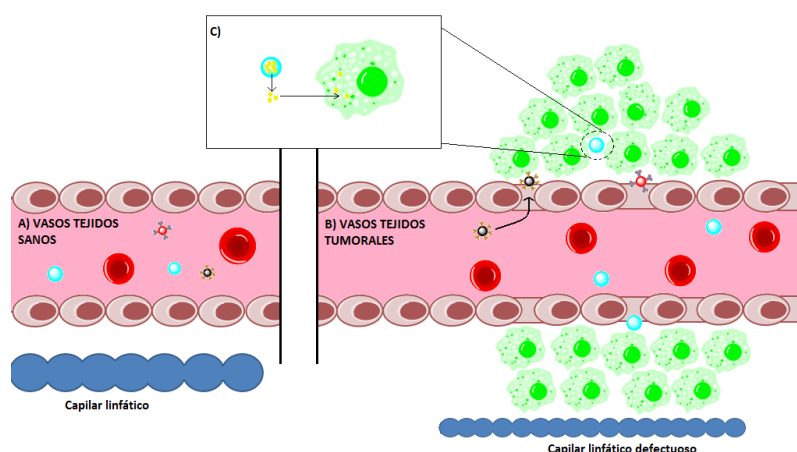 C)
A) VASOS TEJIDOS
SANOS
B) VASOS TEJIDOS
TUMORALES
Capilar linfático
Capilar linfático defectuoso